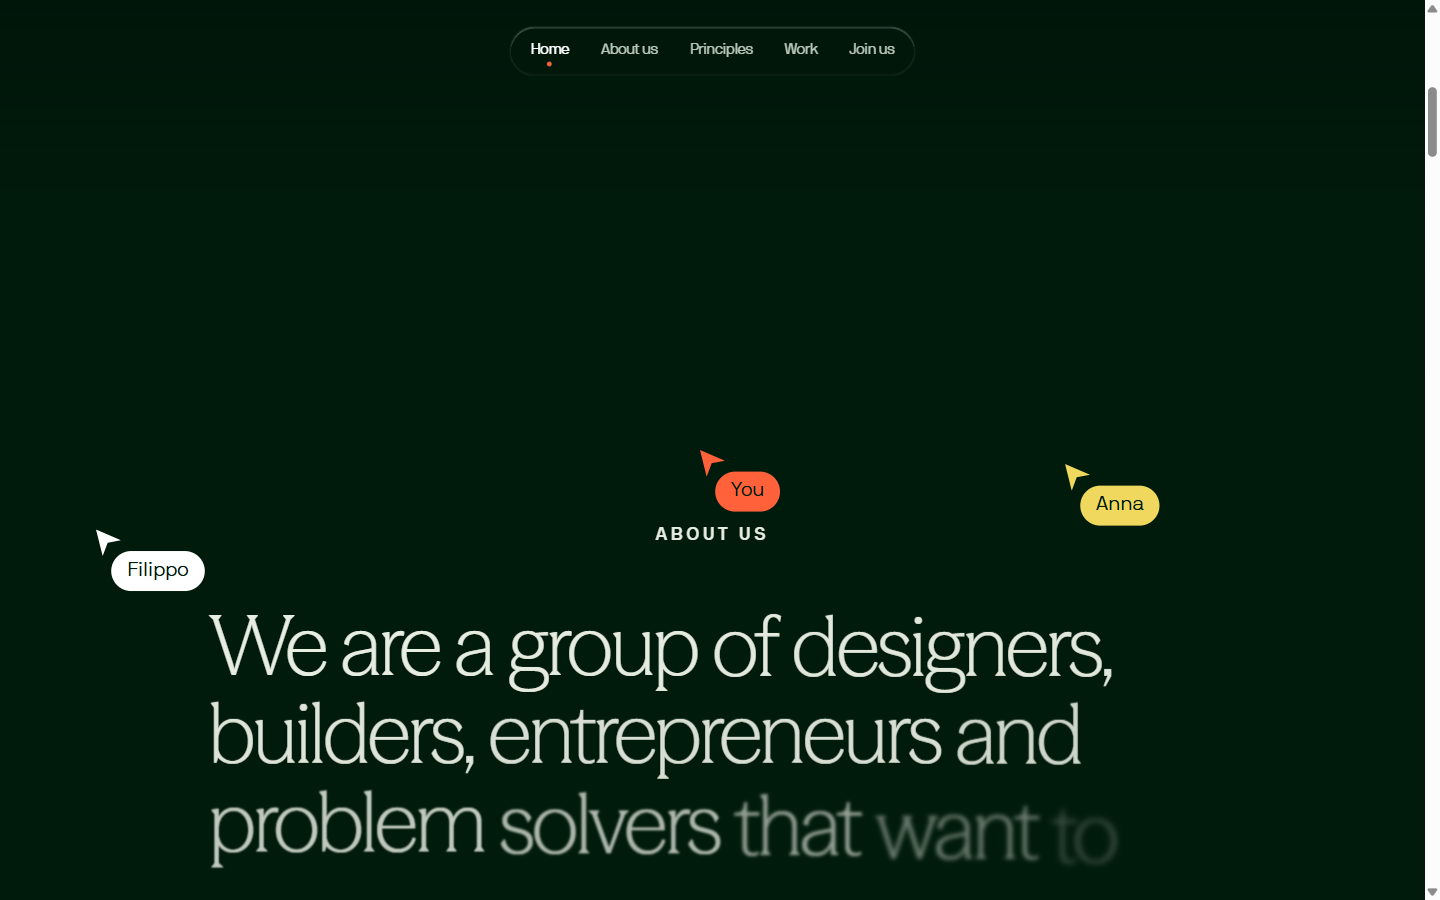 Home About us Principles Work Join us
You
Anna
ABOUT US
Filippo
We are a group of designers,
builders, entrepreneurs and
problem solvers that want to